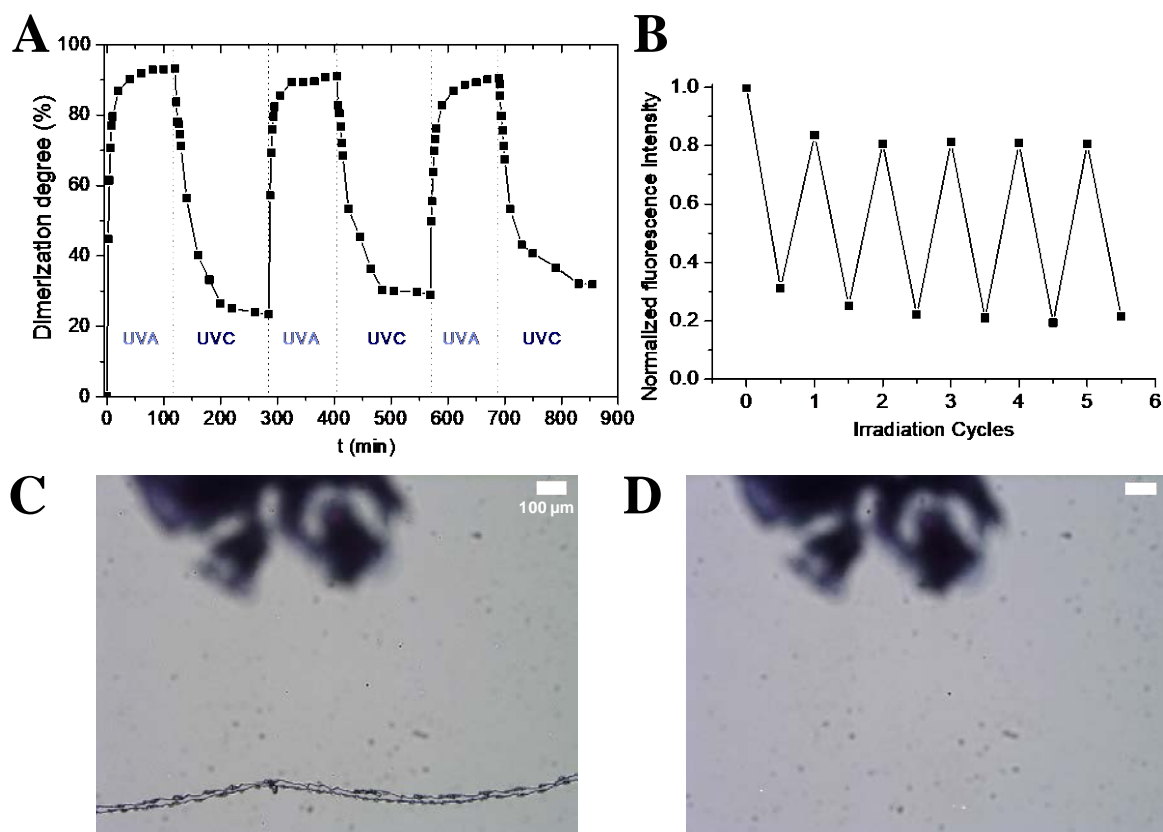 A
Dimerization degree (%)
100
80
60
40
20
0
UVA
UVC
UVA
UVC
UVA
UVC
0 100 200 300 400 500 600 700 800 900
t (min)
B
Normalized fluorescence Intensity
1.0
0.8
0.6
0.4
0.2
0.0
0 1 2 3 4 5 6
Irradiation Cycles
C
100 µm
D